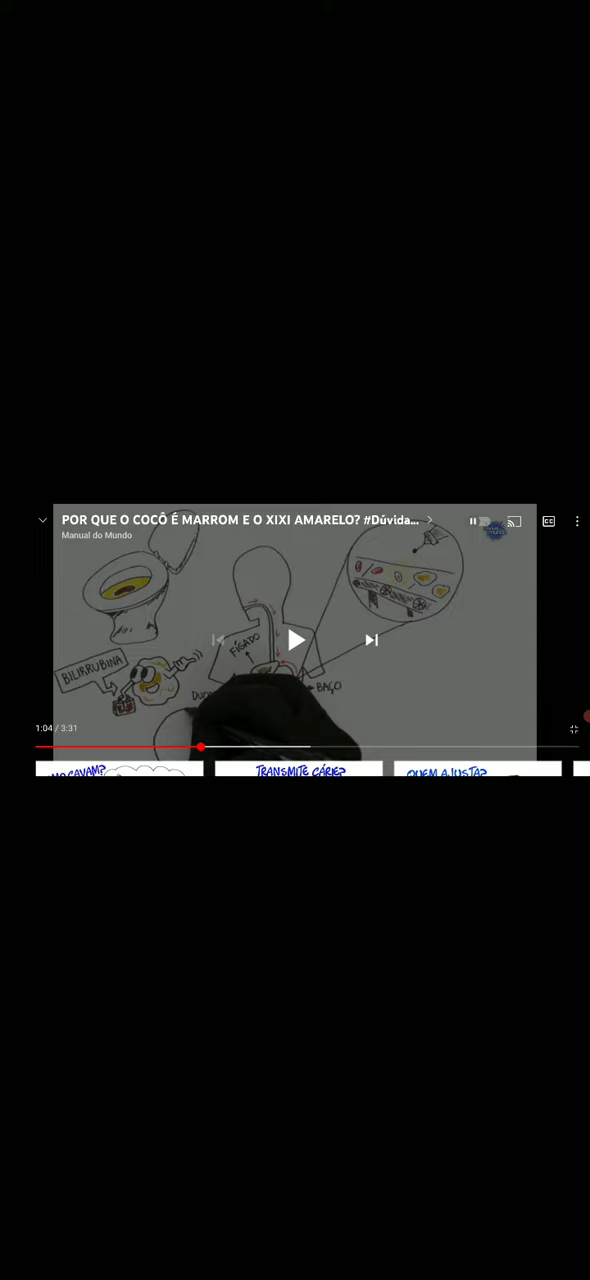 POR QUE O COCÔ É MARROM E O XIXI AMARELO? #Dúvida...
Manual do Mundo
CC
FÍGADO
BILIRRUBINA
BAÇO
1:04 / 3:31
TRANSMITE CÁRIE?
QUEM AJUSTA?